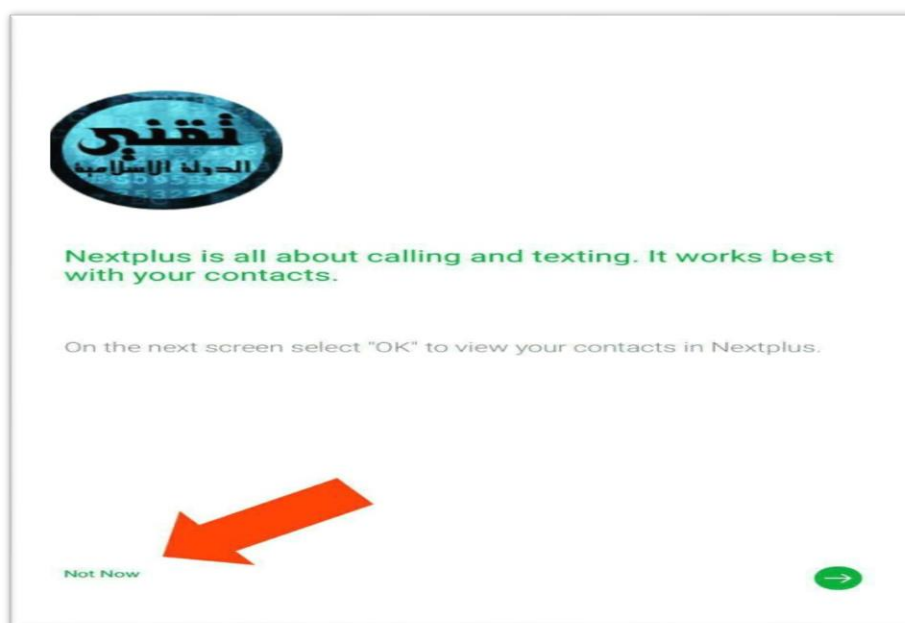 تقني
الدولة الاسلامية
Nextplus is all about calling and texting. It works best
with your contacts.
On the next screen select "OK" to view your contacts in Nextplus.
Not Now